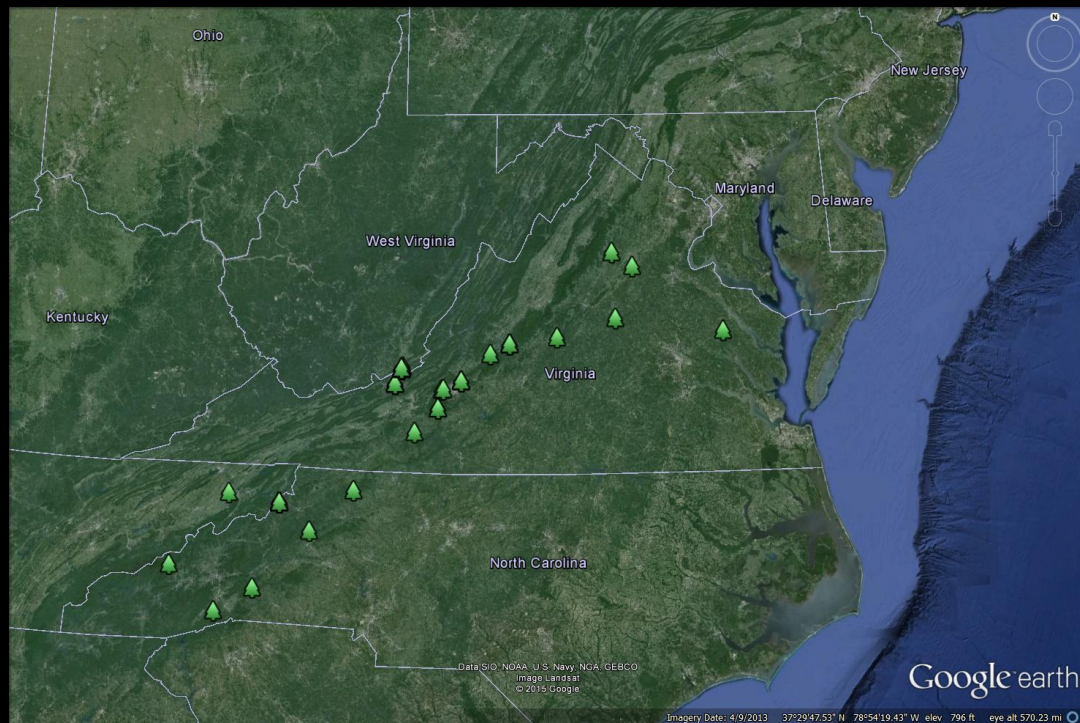 N
Ohio
New Jersey
Maryland
Delaware
West Virginia
Kentucky
Virginia
North Carolina
Data SIO, NOAA, U.S. Navy, NGA, GEBCO
Image Landsat
© 2015 Google
Google earth
Imagery Date: 4/9/2013 37°29'47.53" N 78°54'19.43" W elev 796 ft eye alt 570.23 mi